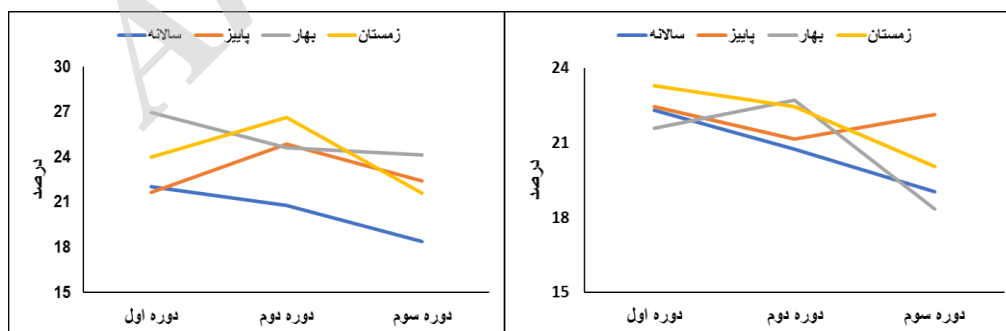 سالانه پاییز بهار زمستان
30
27
24
21
18
15
درصد
دوره اول دوره دوم دوره سوم
سالانه پاییز بهار زمستان
24
21
18
15
درصد
دوره اول دوره دوم دوره سوم